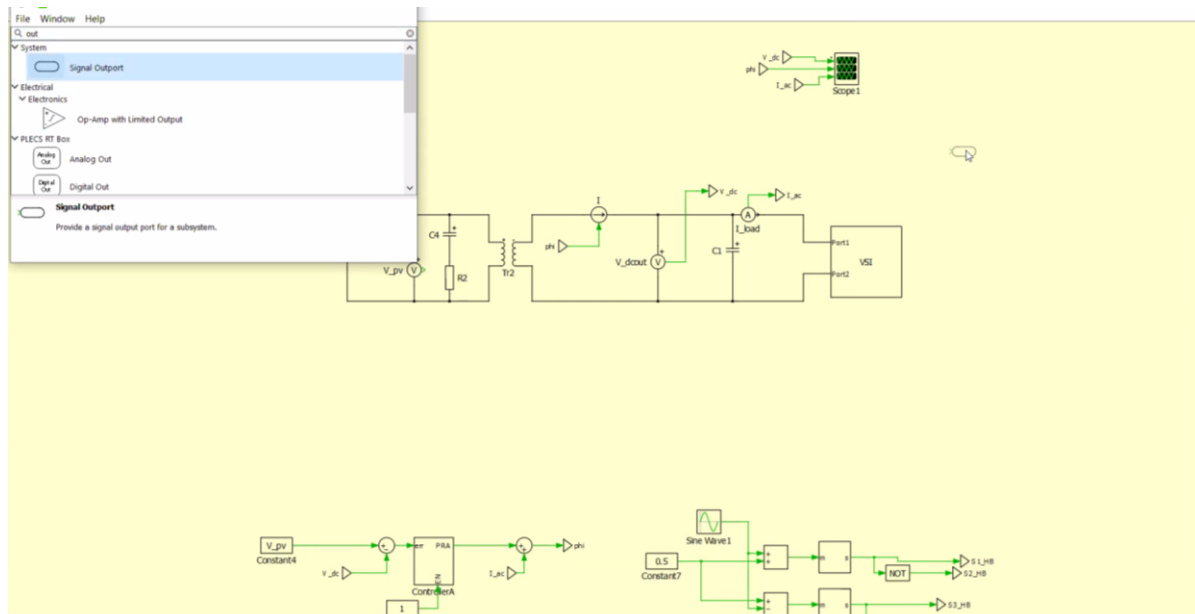 File Window Help
out
System
Signal Outport
Electrical
Electronics
Op-Amp with Limited Output
PLECS RT Box
Analog Out
Analog Out
Digital Out
Digital Out
Signal Outport
Provide a signal output port for a subsystem.
V_dc
phi
I_ac
Scope1
V_dc
I_ac
I
A
I_load
C4
phi
V_dcout
V
C1
Port1
VSI
Port2
V_pv
V
R2
Tr2
Sine Wave1
V_pv
Constant4
err
PRA
phi
V_dc
I_ac
EN
ControllerA
1
0.5
Constant7
m
s
S1_HB
NOT
S2_HB
m
s
S3_HB